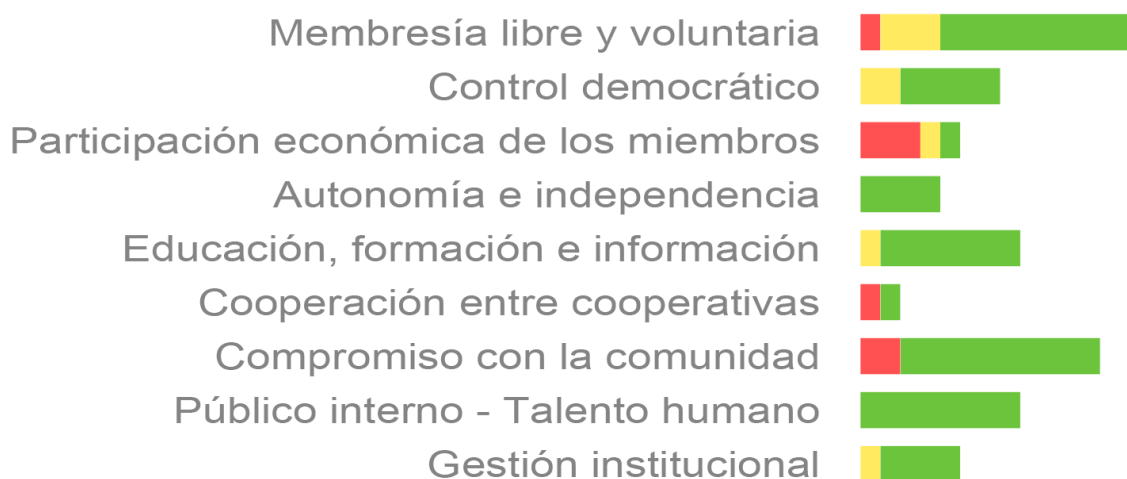 Membresía libre y voluntaria
Control democrático
Participación económica de los miembros
Autonomía e independencia
Educación, formación e información
Cooperación entre cooperativas
Compromiso con la comunidad
Público interno - Talento humano
Gestión institucional